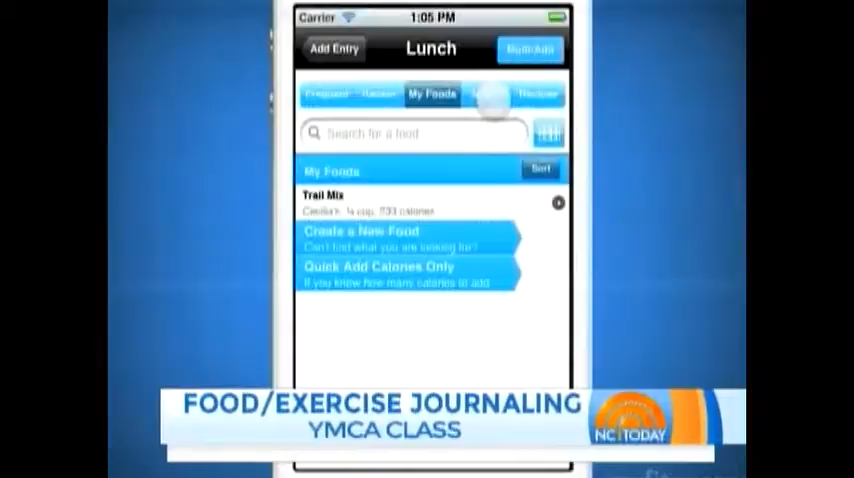 Carrier 1:05 PM
Add Entry Lunch Multi-Add
Frequent Recent My Foods Recipes
Search for a food
My Foods Sort
Trail Mix
¼ cup, calories
Create a New Food
Can't find what you are looking for?
Quick Add Calories Only
If you know how many calories to add
FOOD/EXERCISE JOURNALING
YMCA CLASS
NC TODAY